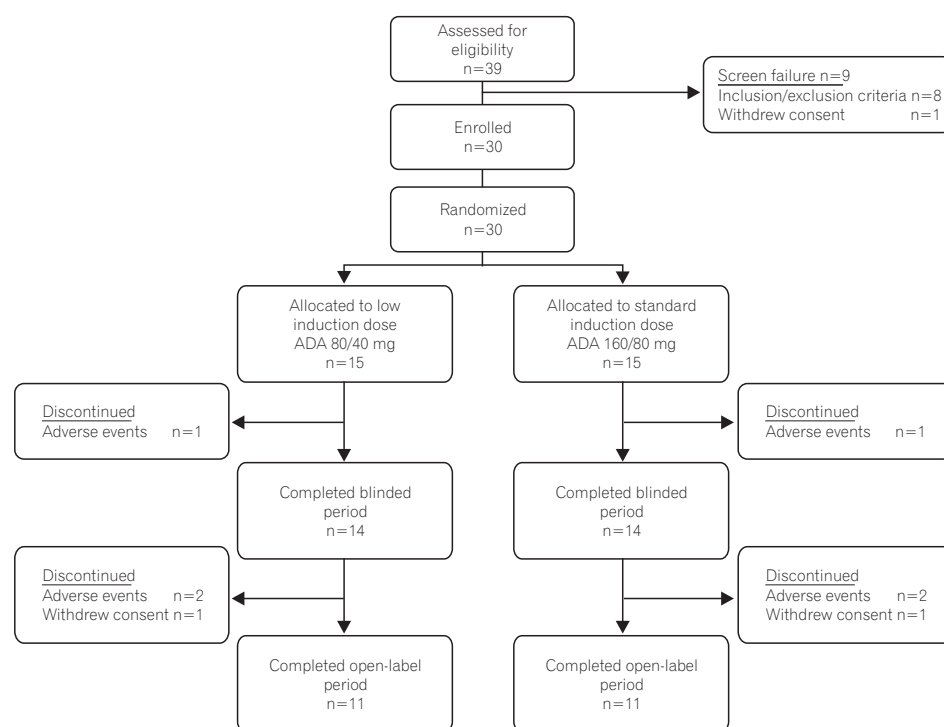 Assessed for
eligibility
n=39
Screen failure n=9
Inclusion/exclusion criteria n=8
Withdrew consent n=1
Enrolled
n=30
Randomized
n=30
Allocated to low
induction dose
ADA 80/40 mg
n=15
Allocated to standard
induction dose
ADA 160/80 mg
n=15
Discontinued
Adverse events n=1
Discontinued
Adverse events n=1
Completed blinded
period
n=14
Completed blinded
period
n=14
Discontinued
Adverse events n=2
Withdrew consent n=1
Discontinued
Adverse events n=2
Withdrew consent n=1
Completed open-label
period
n=11
Completed open-label
period
n=11